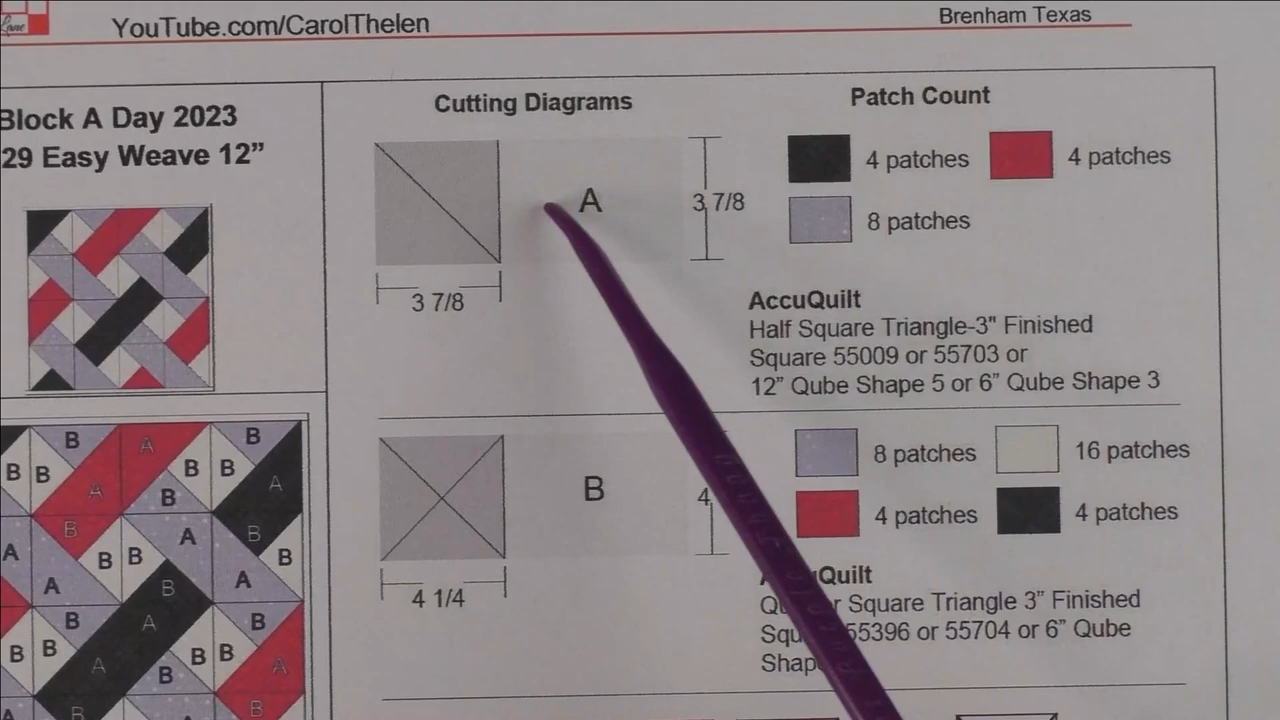 Lane
YouTube.com/CarolThelen
Brenham Texas
Block A Day 2023
29 Easy Weave 12”
Cutting Diagrams
A
3 7/8
3 7/8
Patch Count
4 patches
4 patches
8 patches
AccuQuilt
Half Square Triangle-3" Finished
Square 55009 or 55703 or
12” Qube Shape 5 or 6” Qube Shape 3
B
4
4 1/4
8 patches
16 patches
4 patches
4 patches
Square Triangle 3” Finished
55396 or 55704 or 6” Qube
B A B
B B A B B A
B B
A B B A B
A B A
B A B
B B A B B A
A B
B B